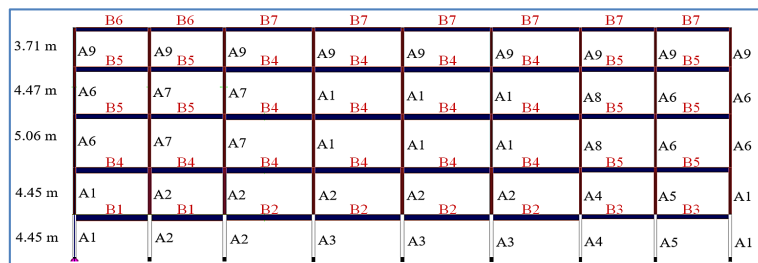 B6 B6 B7 B7 B7 B7 B7 B7
3.71 m A9 A9 A9 A9 A9 A9 A9 A9 A9
B5 B5 B4 B4 B4 B4 B5 B5
4.47 m A6 A7 A7 A1 A1 A1 A8 A6 A6
B5 B5 B4 B4 B4 B4 B5 B5
5.06 m A6 A7 A7 A1 A1 A1 A8 A6 A6
B4 B4 B4 B4 B4 B4 B5 B5
4.45 m A1 A2 A2 A2 A2 A2 A4 A5 A1
B1 B1 B2 B2 B2 B2 B3 B3
4.45 m A1 A2 A2 A3 A3 A3 A4 A5 A1